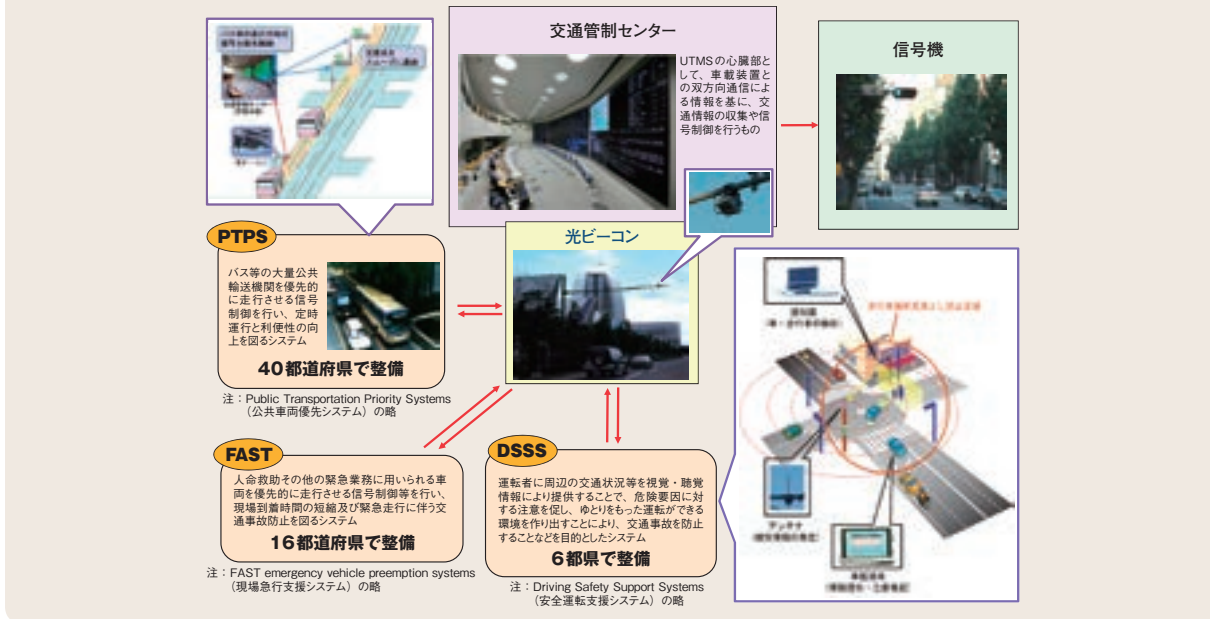 交通管制センター
UTMSの心臓部と
して、車載装置と
の双方向通信によ
る情報を基に、交
通情報の収集や信
号制御を行うもの
信号機
光ビーコン
PTPS
バス等の大量公共
輸送機関を優先的
に走行させる信号
制御を行い、定時
運行と利便性の向
上を図るシステム
40都道府県で整備
注：Public Transportation Priority Systems
（公共車両優先システム）の略
FAST
人命救助その他の緊急業務に用いられる車
両を優先的に走行させる信号制御等を行い、
現場到着時間の短縮及び緊急走行に伴う交
通事故防止を図るシステム
16都道府県で整備
注：FAST emergency vehicle preemption systems
（現場急行支援システム）の略
DSSS
運転者に周辺の交通状況等を視覚・聴覚
情報により提供することで、危険要因に対
する注意を促し、ゆとりをもった運転ができる
環境を作り出すことにより、交通事故を防止
することなどを目的としたシステム
6都県で整備
注：Driving Safety Support Systems
（安全運転支援システム）の略
アンテナ